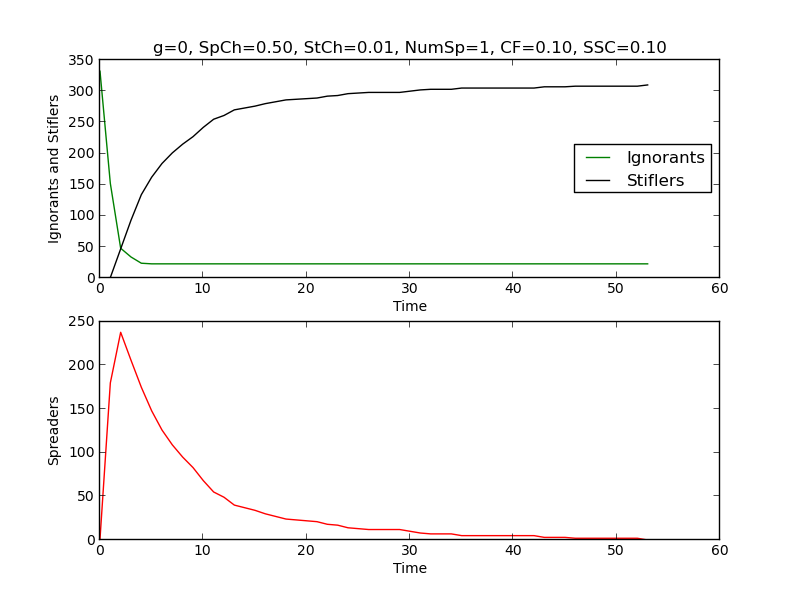 g=0, SpCh=0.50, StCh=0.01, NumSp=1, CF=0.10, SSC=0.10
350
300
250
200
150
100
50
0
Ignorants and Stiflers
Ignorants
Stiflers
0 10 20 30 40 50 60
Time
250
200
150
100
50
0
Spreaders
0 10 20 30 40 50 60
Time